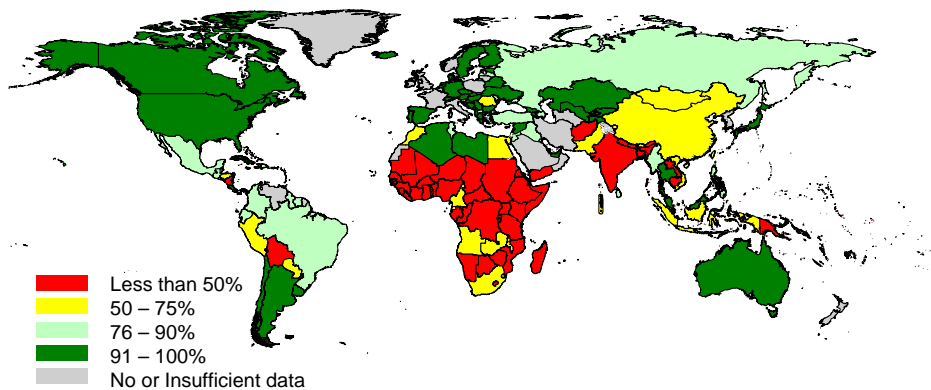 Less than 50%
50 – 75%
76 – 90%
91 – 100%
No or Insufficient data